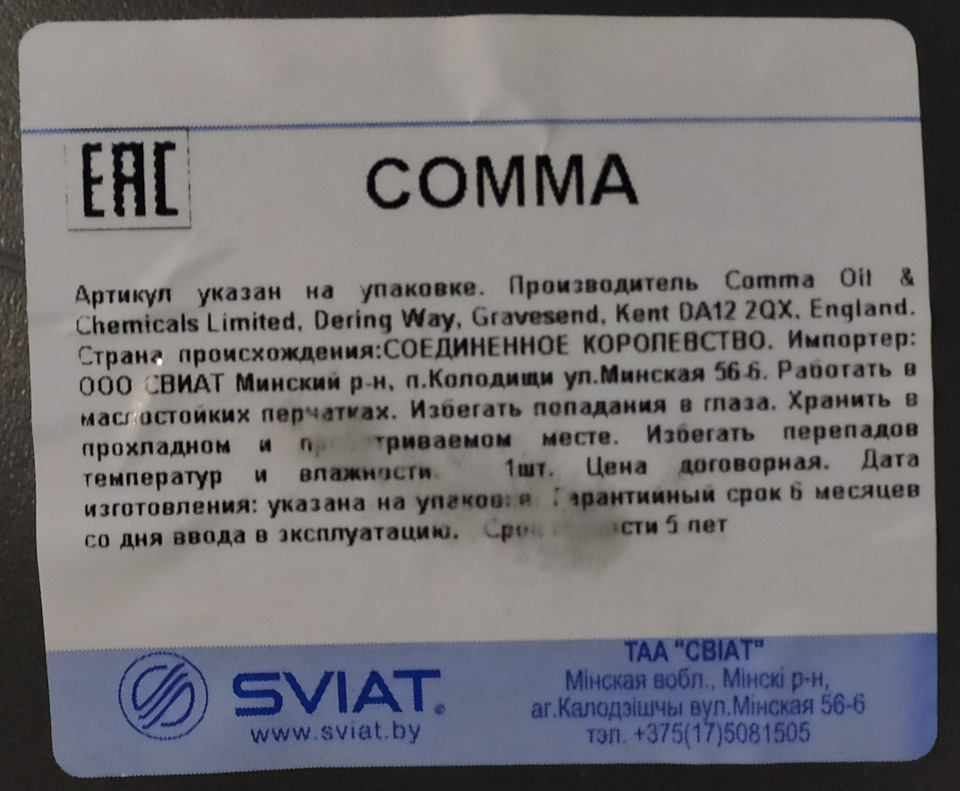 EAC
COMMA
Артикул указан на упаковке. Производитель Comma Oil &
Chemicals Limited, Dering Way, Gravesend, Kent DA12 2QX, England.
Страна происхождения:СОЕДИНЕННОЕ КОРОЛЕВСТВО. Импортер:
ООО СВИАТ Минский р-н, п.Колодищи ул.Минская 56-6. Работать в
маслостойких перчатках. Избегать попадания в глаза. Хранить в
прохладном и месте. Избегать перепадов
температур и влажности 1шт. Цена договорная. Дата
изготовления: указана на упаковке Гарантийный срок 6 месяцев
со дня ввода в эксплуатацию. Срок 5 лет
SVIAT
www.sviat.by
ТАА "СВІАТ"
Мінская вобл., Мінскі р-н,
аг.Калодзішчы вул.Мінская 56-6
тэл. +375(17)5081505